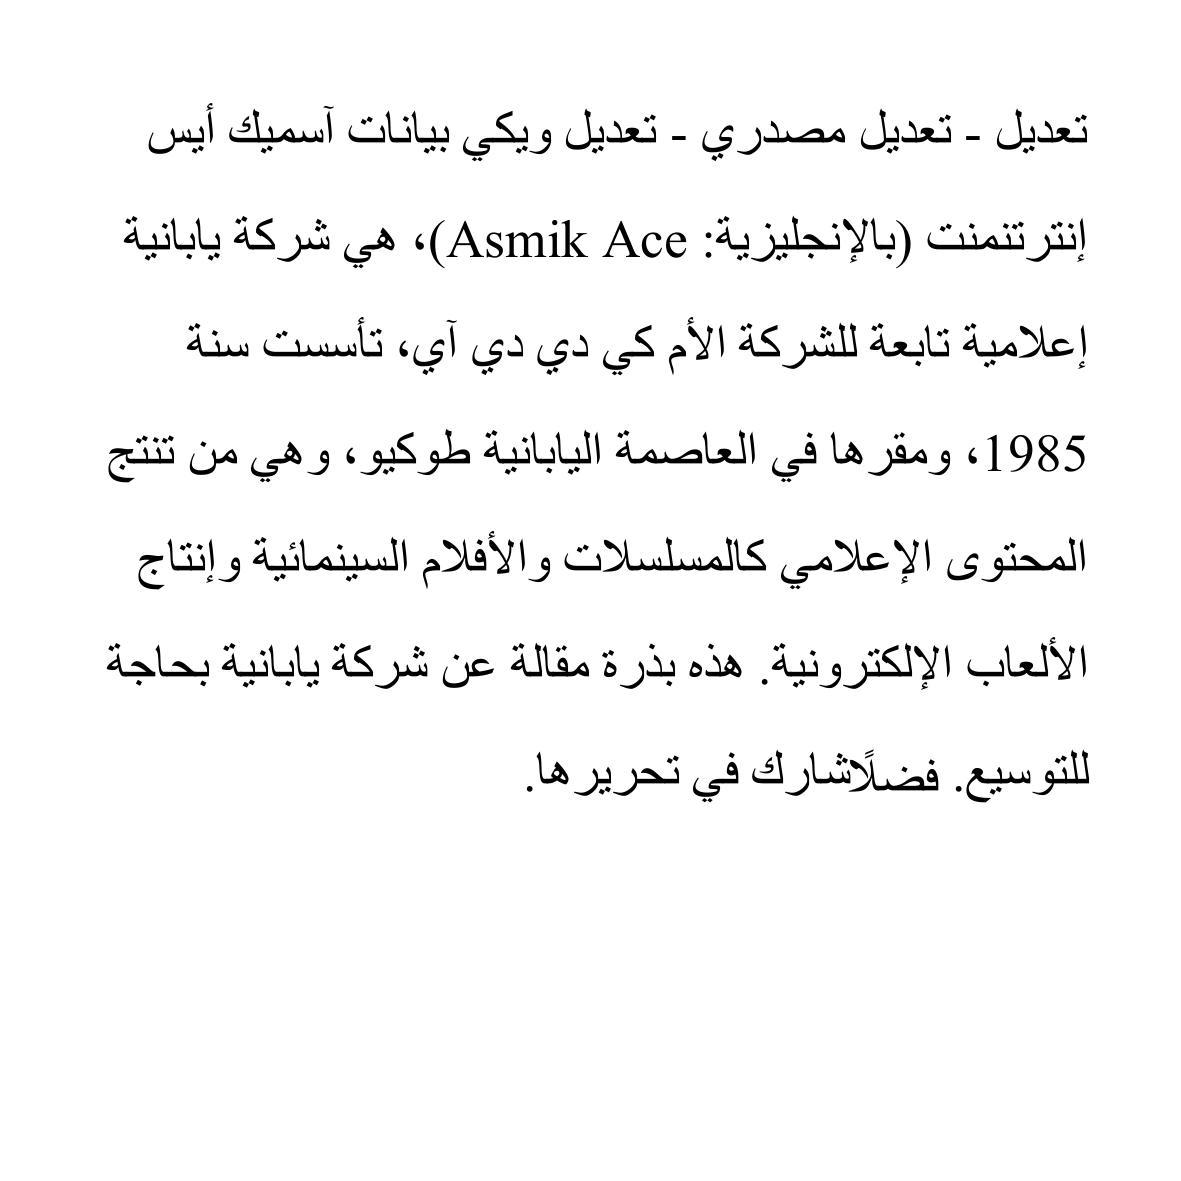 تعديل - تعديل مصدري - تعديل ويكي بيانات آسميك أيس
إنترتنمنت (بالإنجليزية: Asmik Ace)، هي شركة يابانية
إعلامية تابعة للشركة الأم كي دي دي آي، تأسست سنة
1985، ومقرها في العاصمة اليابانية طوكيو، وهي من تنتج
المحتوى الإعلامي كالمسلسلات والأفلام السينمائية وإنتاج
الألعاب الإلكترونية. هذه بذرة مقالة عن شركة يابانية بحاجة
للتوسيع. فضلًاشارك في تحريرها.